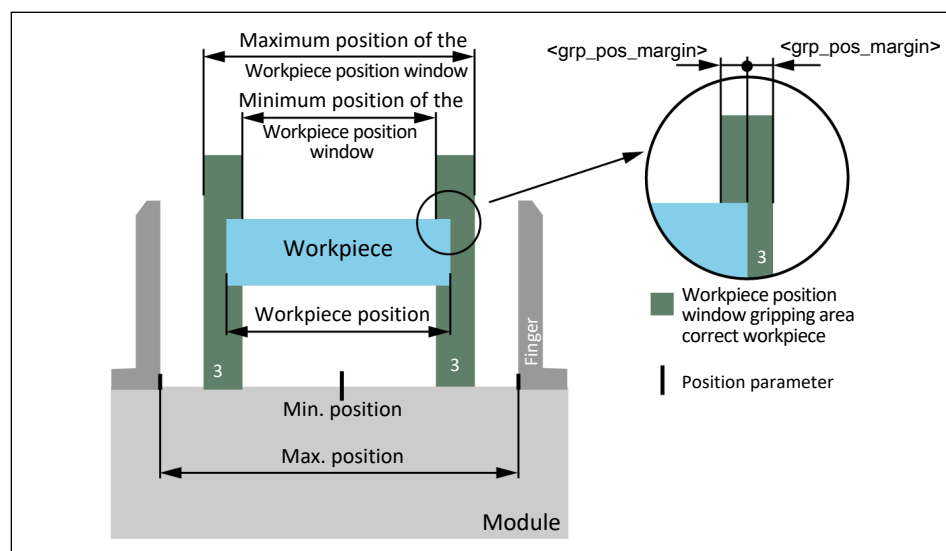 Maximum position of the
Workpiece position window
Minimum position of the
Workpiece position
window
<grp_pos_margin>
<grp_pos_margin>
Workpiece
Workpiece position
3
3
3
Finger
Workpiece position
window gripping area
correct workpiece
Position parameter
Min. position
Max. position
Module